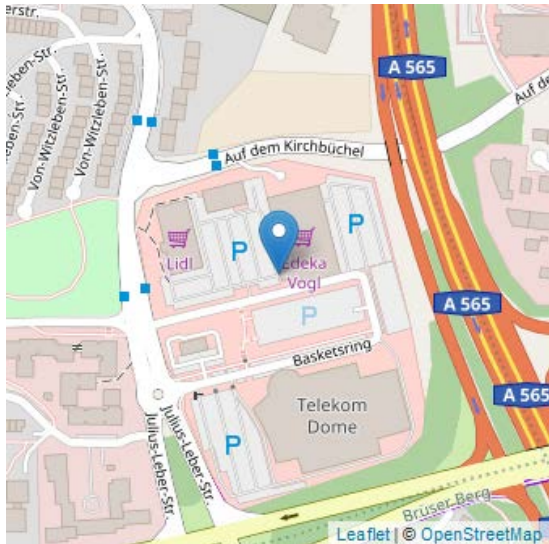 erstr.
Von-Witzleben-Str.
Von-Witzleben-Str.
A 565
Auf de
Auf dem Kirchbüchel
P
P
Lidl
Edeka
Vogl
A 565
P
Basketsring
A 565
Telekom
Dome
P
Julius-Leber-Str.
Julius-Leber-Str.
Brüser Berg
Leaflet | © OpenStreetMap